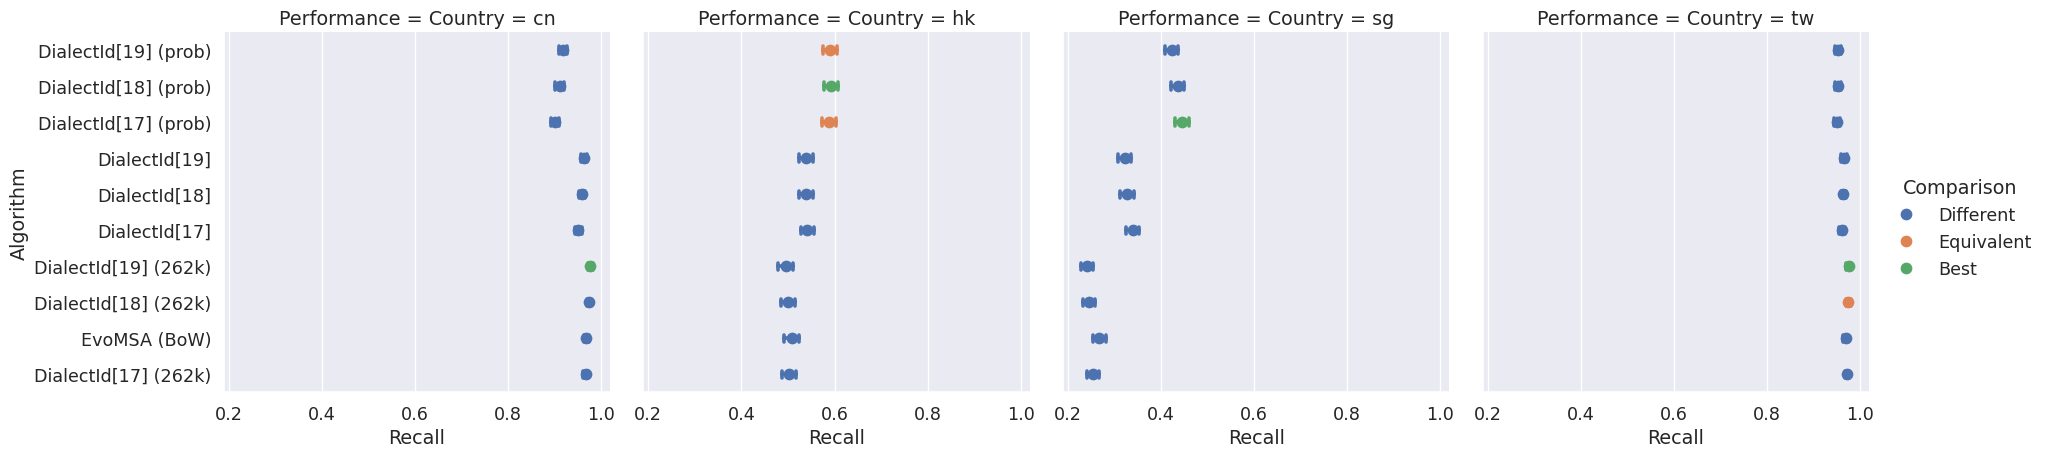 Performance = Country = cn
Performance = Country = hk
Performance = Country = sg
Performance = Country = tw
Algorithm
DialectId[19] (prob)
DialectId[18] (prob)
DialectId[17] (prob)
DialectId[19]
DialectId[18]
DialectId[17]
DialectId[19] (262k)
DialectId[18] (262k)
EvoMSA (BoW)
DialectId[17] (262k)
0.2 0.4 0.6 0.8 1.0
0.2 0.4 0.6 0.8 1.0
0.2 0.4 0.6 0.8 1.0
0.2 0.4 0.6 0.8 1.0
Recall
Recall
Recall
Recall
Comparison
Different
Equivalent
Best